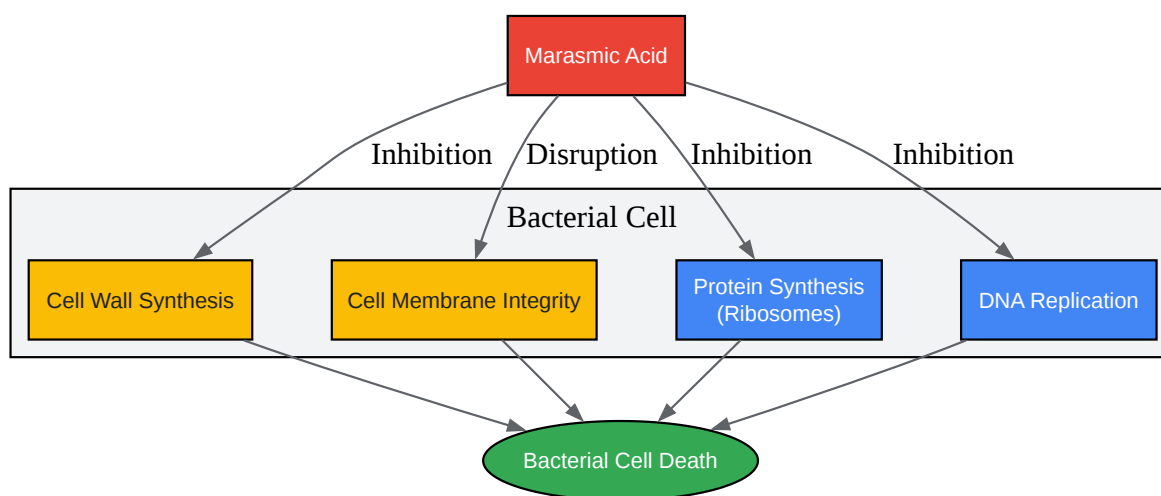 Marasmic Acid
Inhibition
Disruption
Inhibition
Inhibition
Bacterial Cell
Cell Wall Synthesis
Cell Membrane Integrity
Protein Synthesis
(Ribosomes)
DNA Replication
Bacterial Cell Death